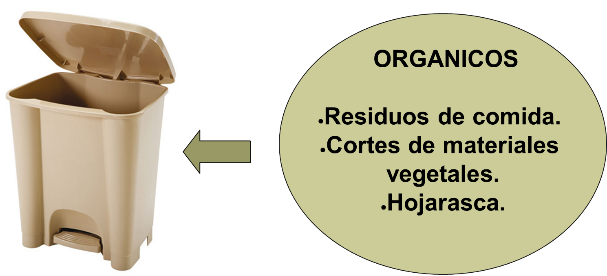 ORGANICOS
.Residuos de comida.
.Cortes de materiales
vegetales.
.Hojarasca.